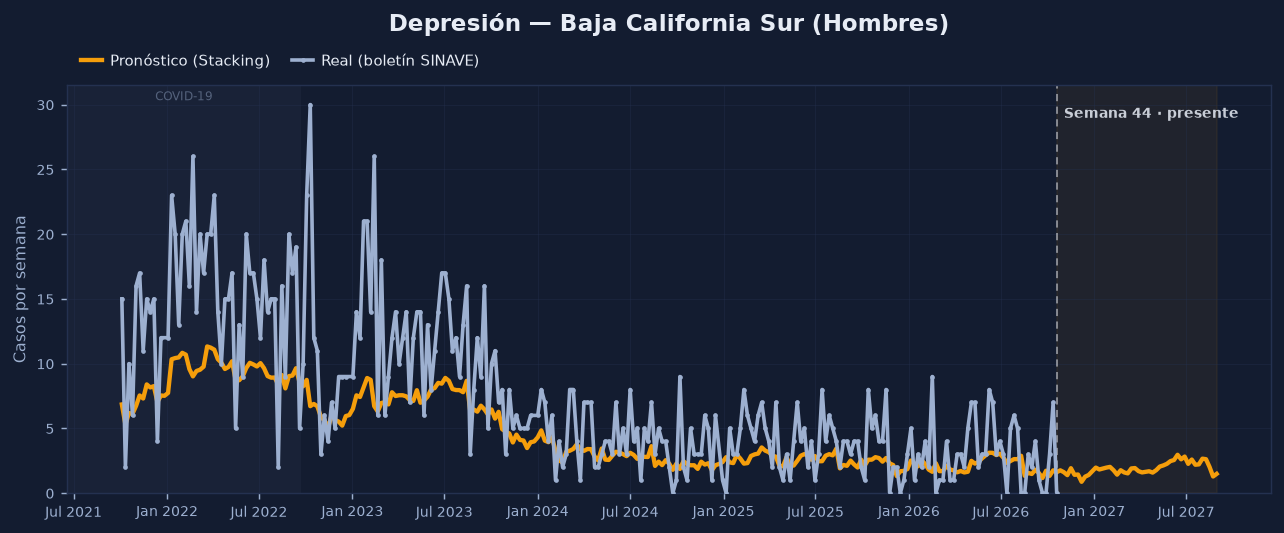 Depresión — Baja California Sur (Hombres)
Pronóstico (Stacking) Real (boletín SINAVE)
COVID-19
Semana 44 · presente
Casos por semana
30
25
20
15
10
5
0
Jul 2021 Jan 2022 Jul 2022 Jan 2023 Jul 2023 Jan 2024 Jul 2024 Jan 2025 Jul 2025 Jan 2026 Jul 2026 Jan 2027 Jul 2027